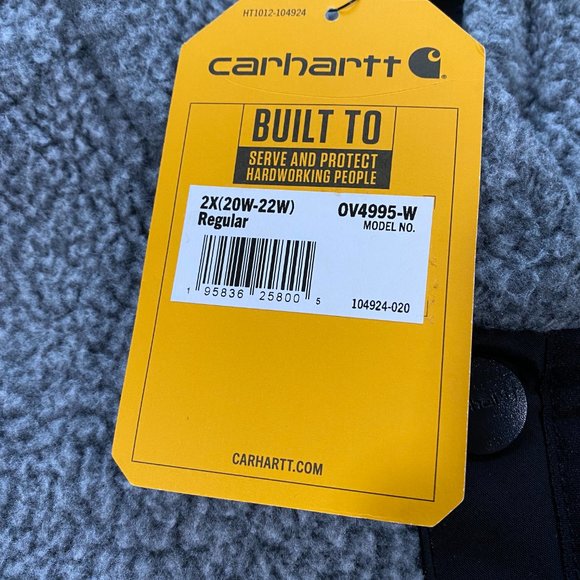 HT1012-104924
carhartt
BUILT TO
SERVE AND PROTECT
HARDWORKING PEOPLE
2X(20W-22W)
Regular
OV4995-W
MODEL NO.
1 95836 25800 5
104924-020
CARHARTT.COM